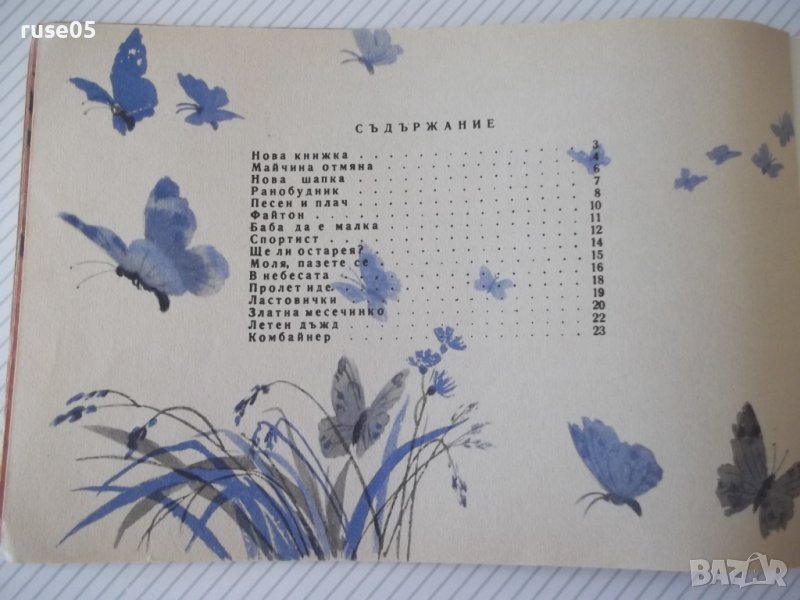 ruse05
СЪДЪРЖАНИЕ
Нова книжка . . . . . . . . . . . . . . . . 3
Майчина отмяна . . . . . . . . . . . . . . . . 4
Нова шапка . . . . . . . . . . . . . . . . 6
Ранобудник . . . . . . . . . . . . . . . . 7
Песен и плач . . . . . . . . . . . . . . . . 8
Файтон . . . . . . . . . . . . . . . . 10
Баба да е малка . . . . . . . . . . . . . . . . 11
Спортист . . . . . . . . . . . . . . . . 12
Ще ли остарея? . . . . . . . . . . . . . . . . 14
Моля, пазете се . . . . . . . . . . . . . . . . 15
В небесата . . . . . . . . . . . . . . . . 16
Пролет иде . . . . . . . . . . . . . . . . 18
Ластовички . . . . . . . . . . . . . . . . 19
Златна месечинко . . . . . . . . . . . . . . . . 20
Летен дъжд . . . . . . . . . . . . . . . . 22
Комбайнер . . . . . . . . . . . . . . . . 23
BAZAR